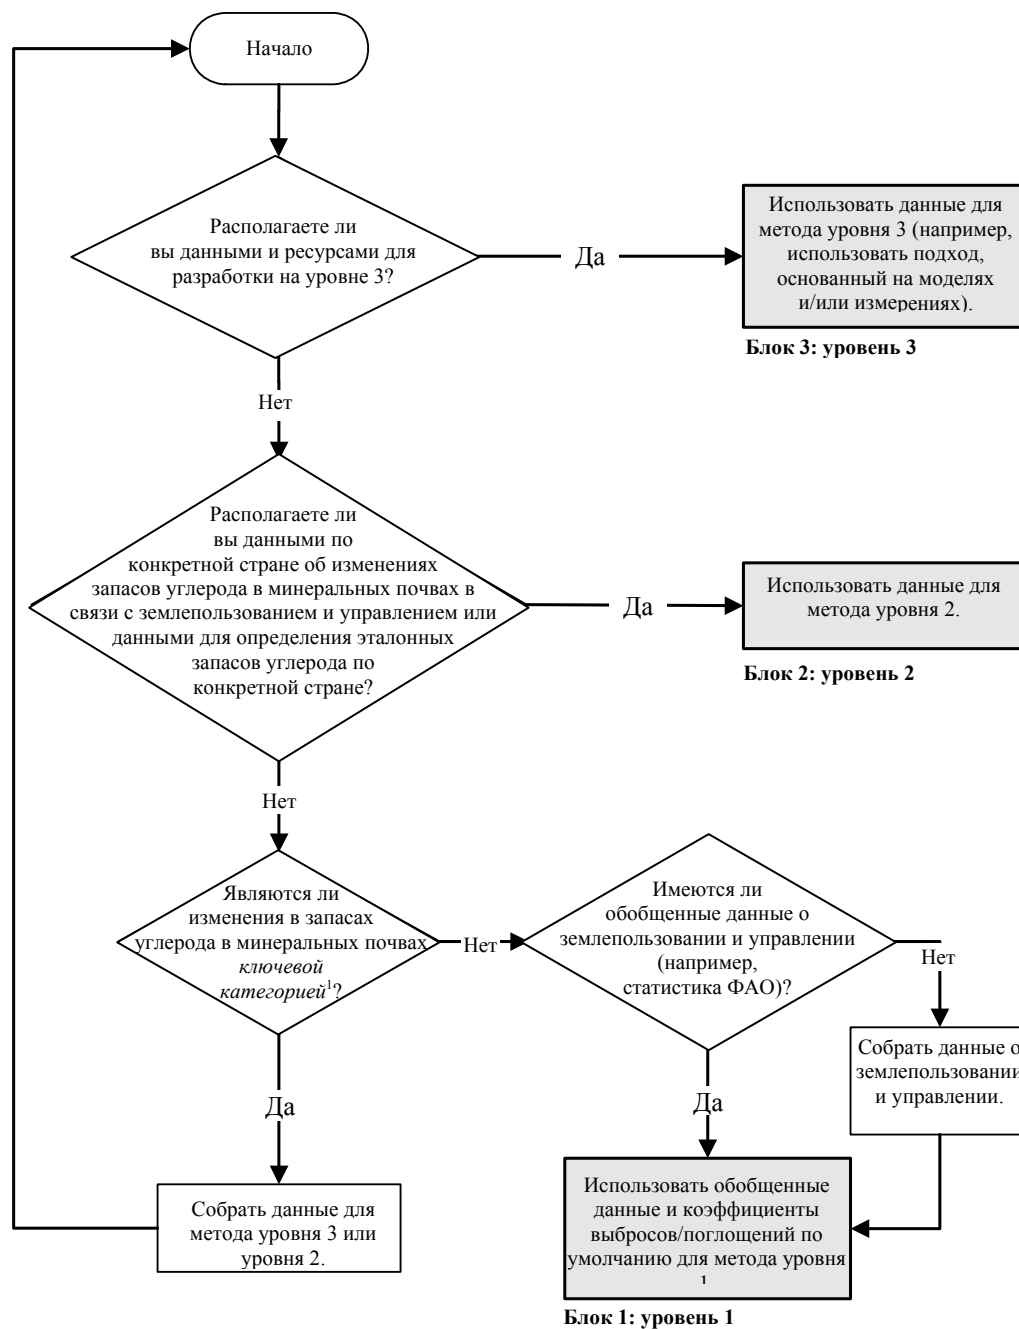 Начало
Располагаете ли
вы данными и ресурсами для
разработки на уровне 3?
Да
Использовать данные для
метода уровня 3 (например,
использовать подход,
основанный на моделях
и/или измерениях).
Блок 3: уровень 3
Нет
Располагаете ли
вы данными по
конкретной стране об изменениях
запасов углерода в минеральных почвах в
связи с землепользованием и управлением или
данными для определения эталонных
запасов углерода по
конкретной стране?
Да
Использовать данные для
метода уровня 2.
Блок 2: уровень 2
Нет
Являются ли
изменения в запасах
углерода в минеральных почвах
ключевой
категорией¹?
Нет
Имеются ли
обобщенные данные о
землепользовании и управлении
(например,
статистика ФАО)?
Нет
Собрать данные о
землепользовании
и управлении.
Да
Да
Собрать данные для
метода уровня 3 или
уровня 2.
Использовать обобщенные
данные и коэффициенты
выбросов/поглощений по
умолчанию для метода уровня
1
Блок 1: уровень 1